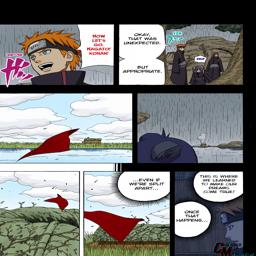 OKAY,
THAT WAS
UNEXPECTED.
BUT
APPROPRIATE.
NOW
LET'S GO,
NAGATO!
KONAN!
THIS IS WHERE
WE LEARNED
TO MAKE OUR
DREAMS
COME TRUE!
...EVEN IF
WE'RE SPLIT
APART...
ONCE
THAT
HAPPENS...